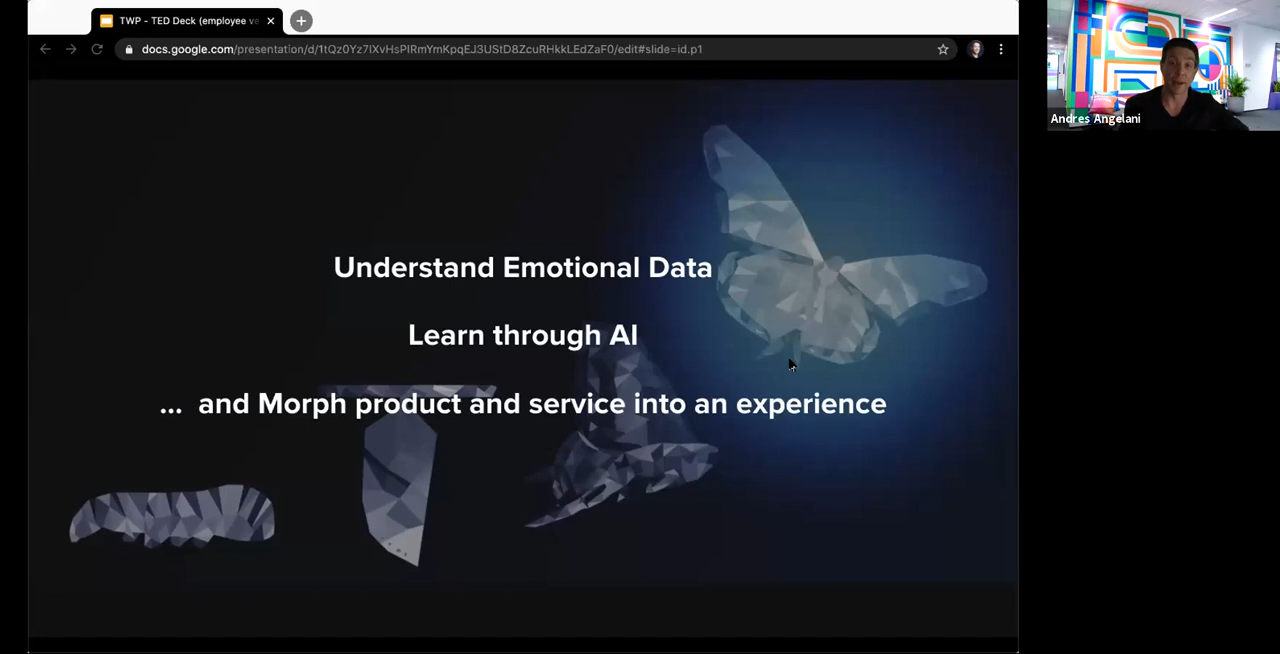 TWP - TED Deck (employee ve
docs.google.com/presentation/d/1tQz0Yz7lXvHsPIRmYmKpqEJ3UStD8ZcuRHkkLEdZaF0/edit#slide=id.p1
Andres Angelani
Understand Emotional Data
Learn through AI
... and Morph product and service into an experience